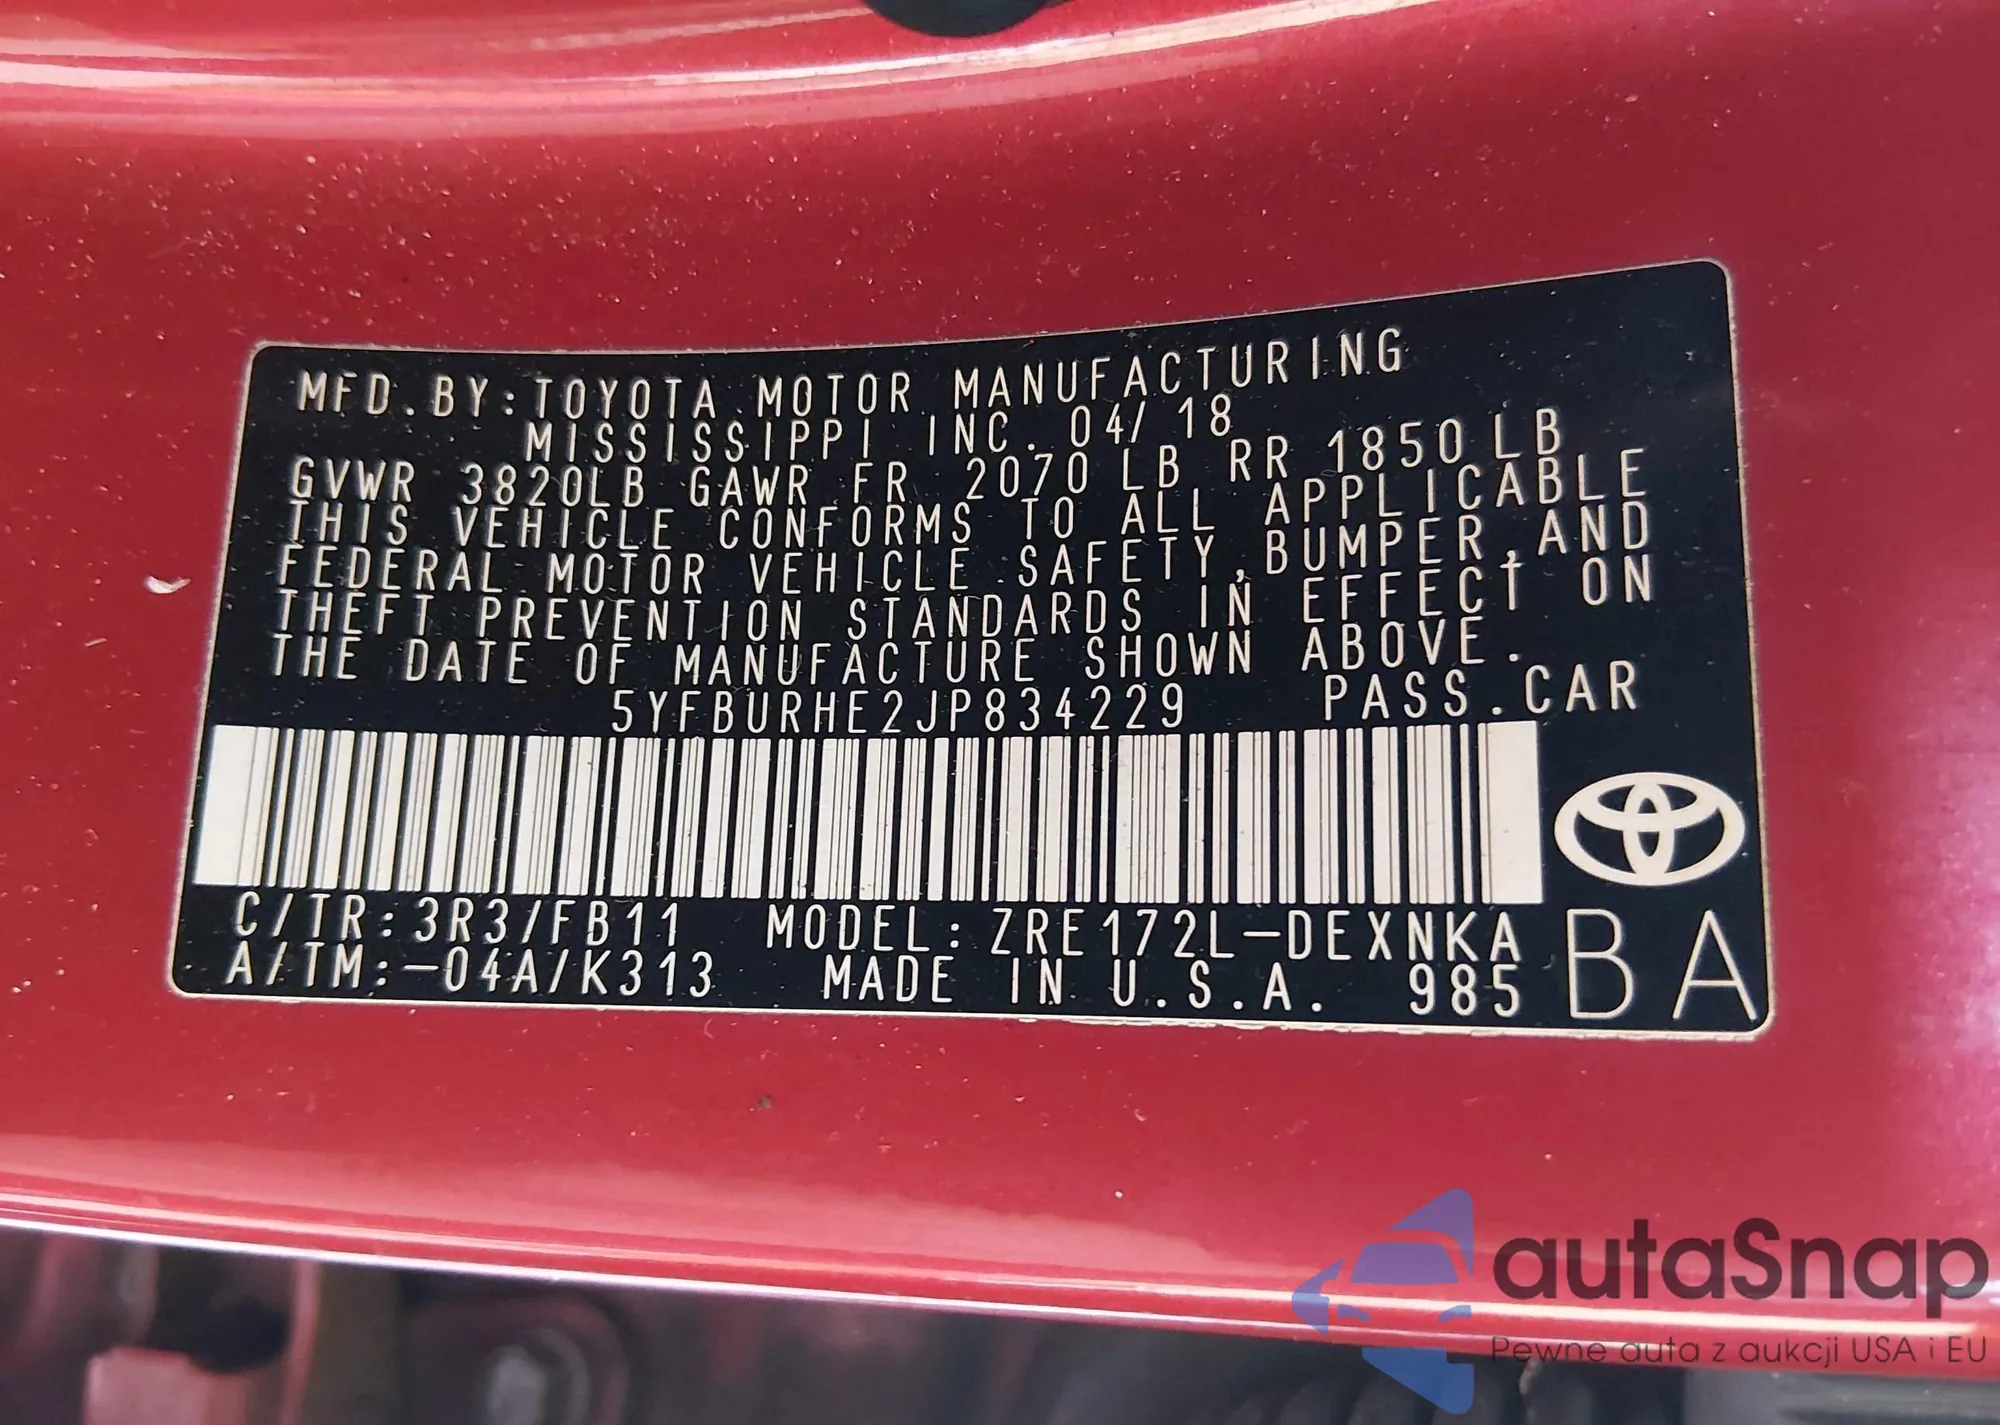 MFD.BY:TOYOTA MOTOR MANUFACTURING
MISSISSIPPI INC. 04/18
GVWR 3820LB GAWR FR 2070 LB RR 1850 LB
THIS VEHICLE CONFORMS TO ALL APPLICABLE
FEDERAL MOTOR VEHICLE SAFETY,BUMPER,AND
THEFT PREVENTION STANDARDS IN EFFECT ON
THE DATE OF MANUFACTURE SHOWN ABOVE.
5YFBURHE2JP834229 PASS.CAR
C/TR:3R3/FB11 MODEL:ZRE172L-DEXNKA
A/TM:-04A/K313 MADE IN U.S.A. 985
BA
autaSnap
Pewne auta z aukcji USA i EU